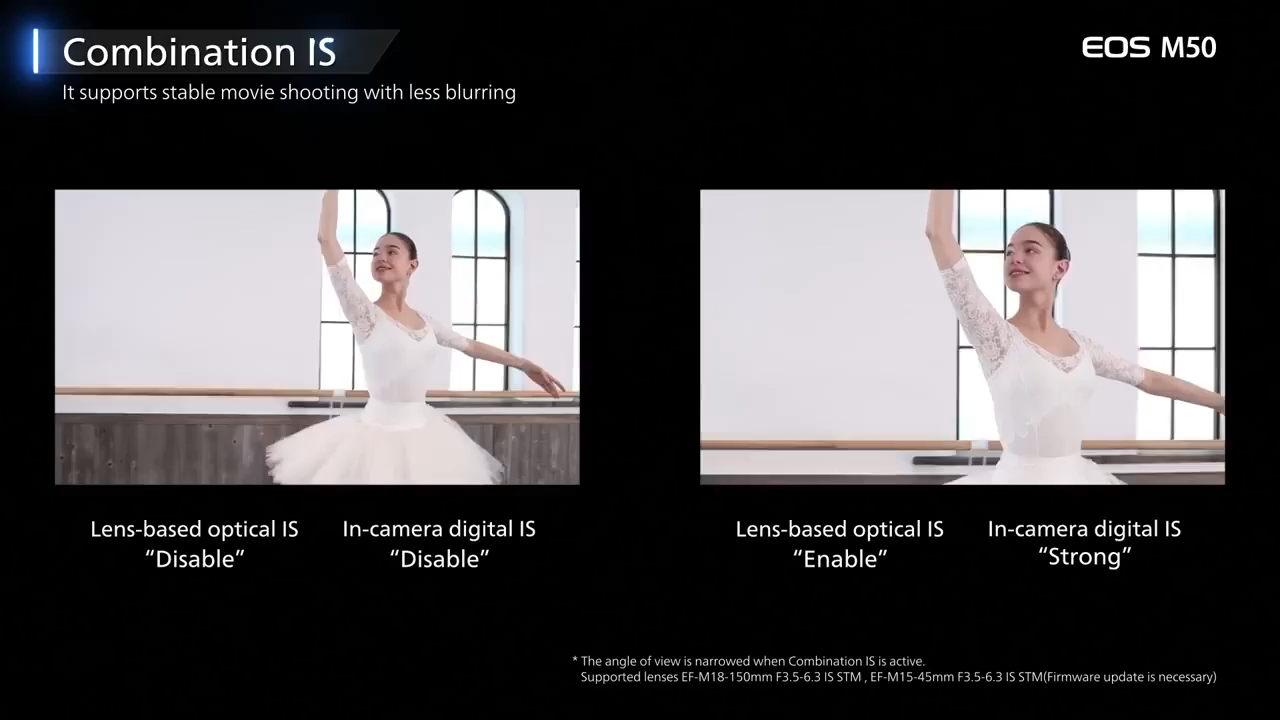 Combination IS
EOS M50
It supports stable movie shooting with less blurring
Lens-based optical IS
“Disable”
In-camera digital IS
“Disable”
Lens-based optical IS
“Enable”
In-camera digital IS
“Strong”
* The angle of view is narrowed when Combination IS is active.
Supported lenses EF-M18-150mm F3.5-6.3 IS STM , EF-M15-45mm F3.5-6.3 IS STM(Firmware update is necessary)